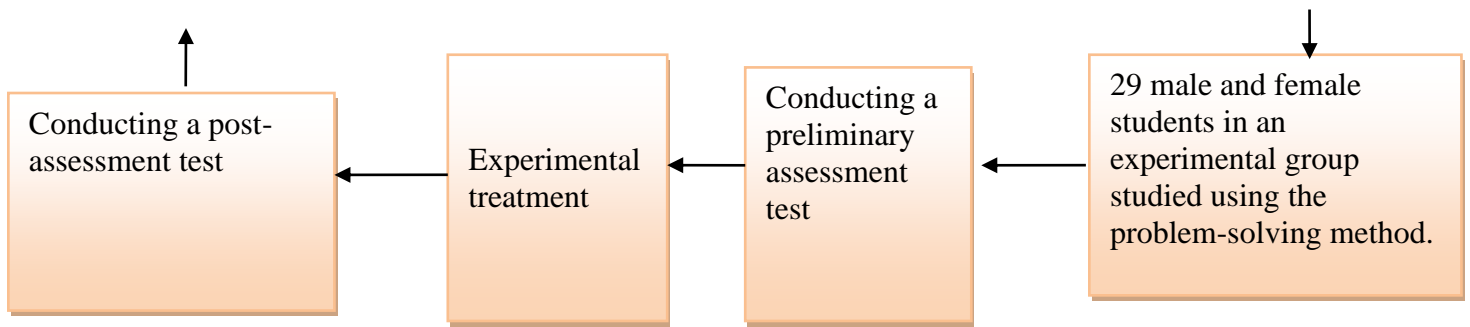 Conducting a post-
assessment test
Experimental
treatment
Conducting a
preliminary
assessment
test
29 male and female
students in an
experimental group
studied using the
problem-solving method.